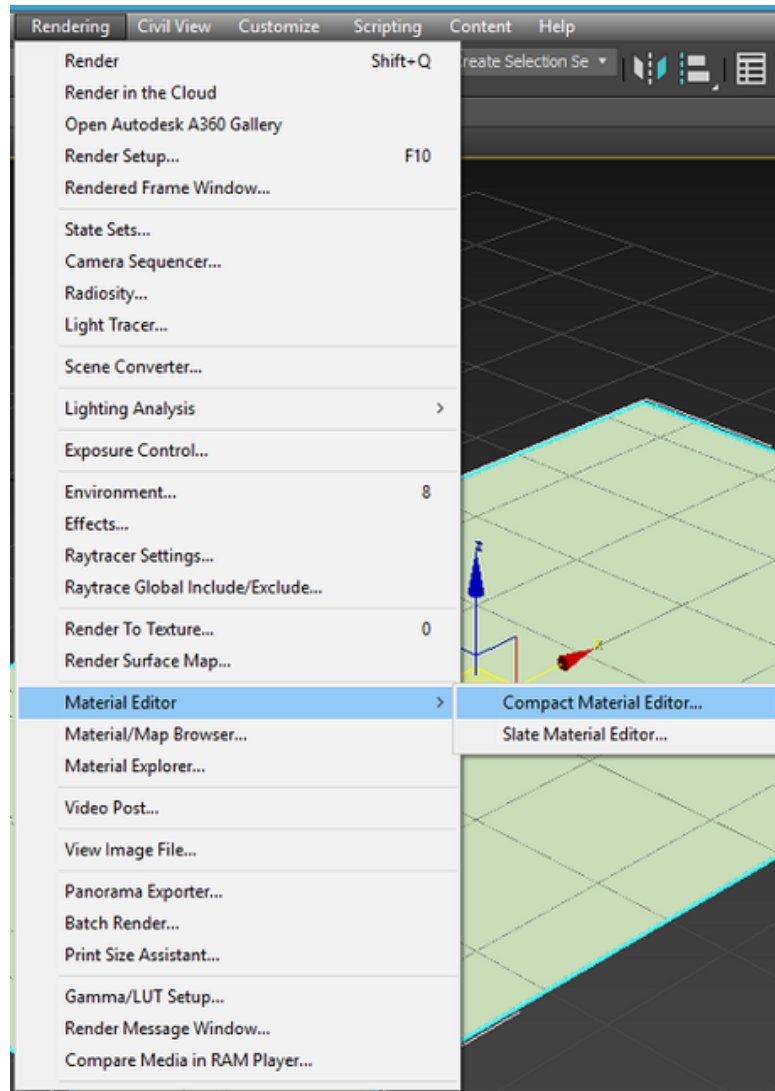 Rendering Civil View Customize Scripting Content Help
Render Shift+Q
Create Selection Se
Render in the Cloud
Open Autodesk A360 Gallery
Render Setup... F10
Rendered Frame Window...
State Sets...
Camera Sequencer...
Radiosity...
Light Tracer...
Scene Converter...
Lighting Analysis >
Exposure Control...
Environment... 8
Effects...
Raytracer Settings...
Raytrace Global Include/Exclude...
Render To Texture... 0
Render Surface Map...
Material Editor >
Compact Material Editor...
Slate Material Editor...
Material/Map Browser...
Material Explorer...
Video Post...
View Image File...
Panorama Exporter...
Batch Render...
Print Size Assistant...
Gamma/LUT Setup...
Render Message Window...
Compare Media in RAM Player...
z
x